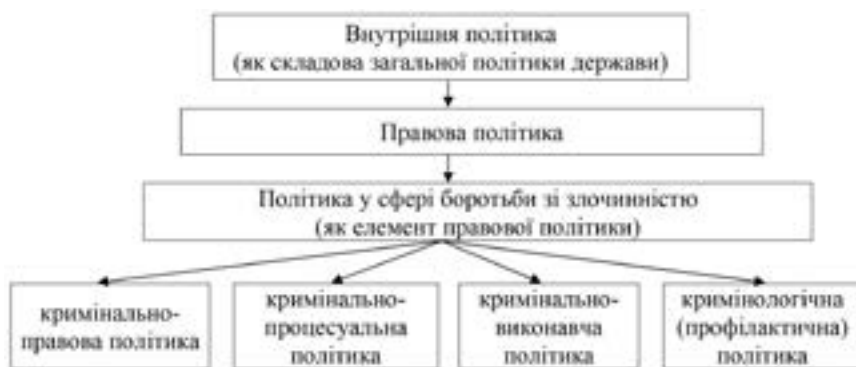 Внутрішня політика
(як складова загальної політики держави)
Правова політика
Політика у сфері боротьби зі злочинністю
(як елемент правової політики)
кримінально-
правова політика
кримінально-
процесуальна
політика
кримінально-
виконавча
політика
кримінологічна
(профілактична)
політика